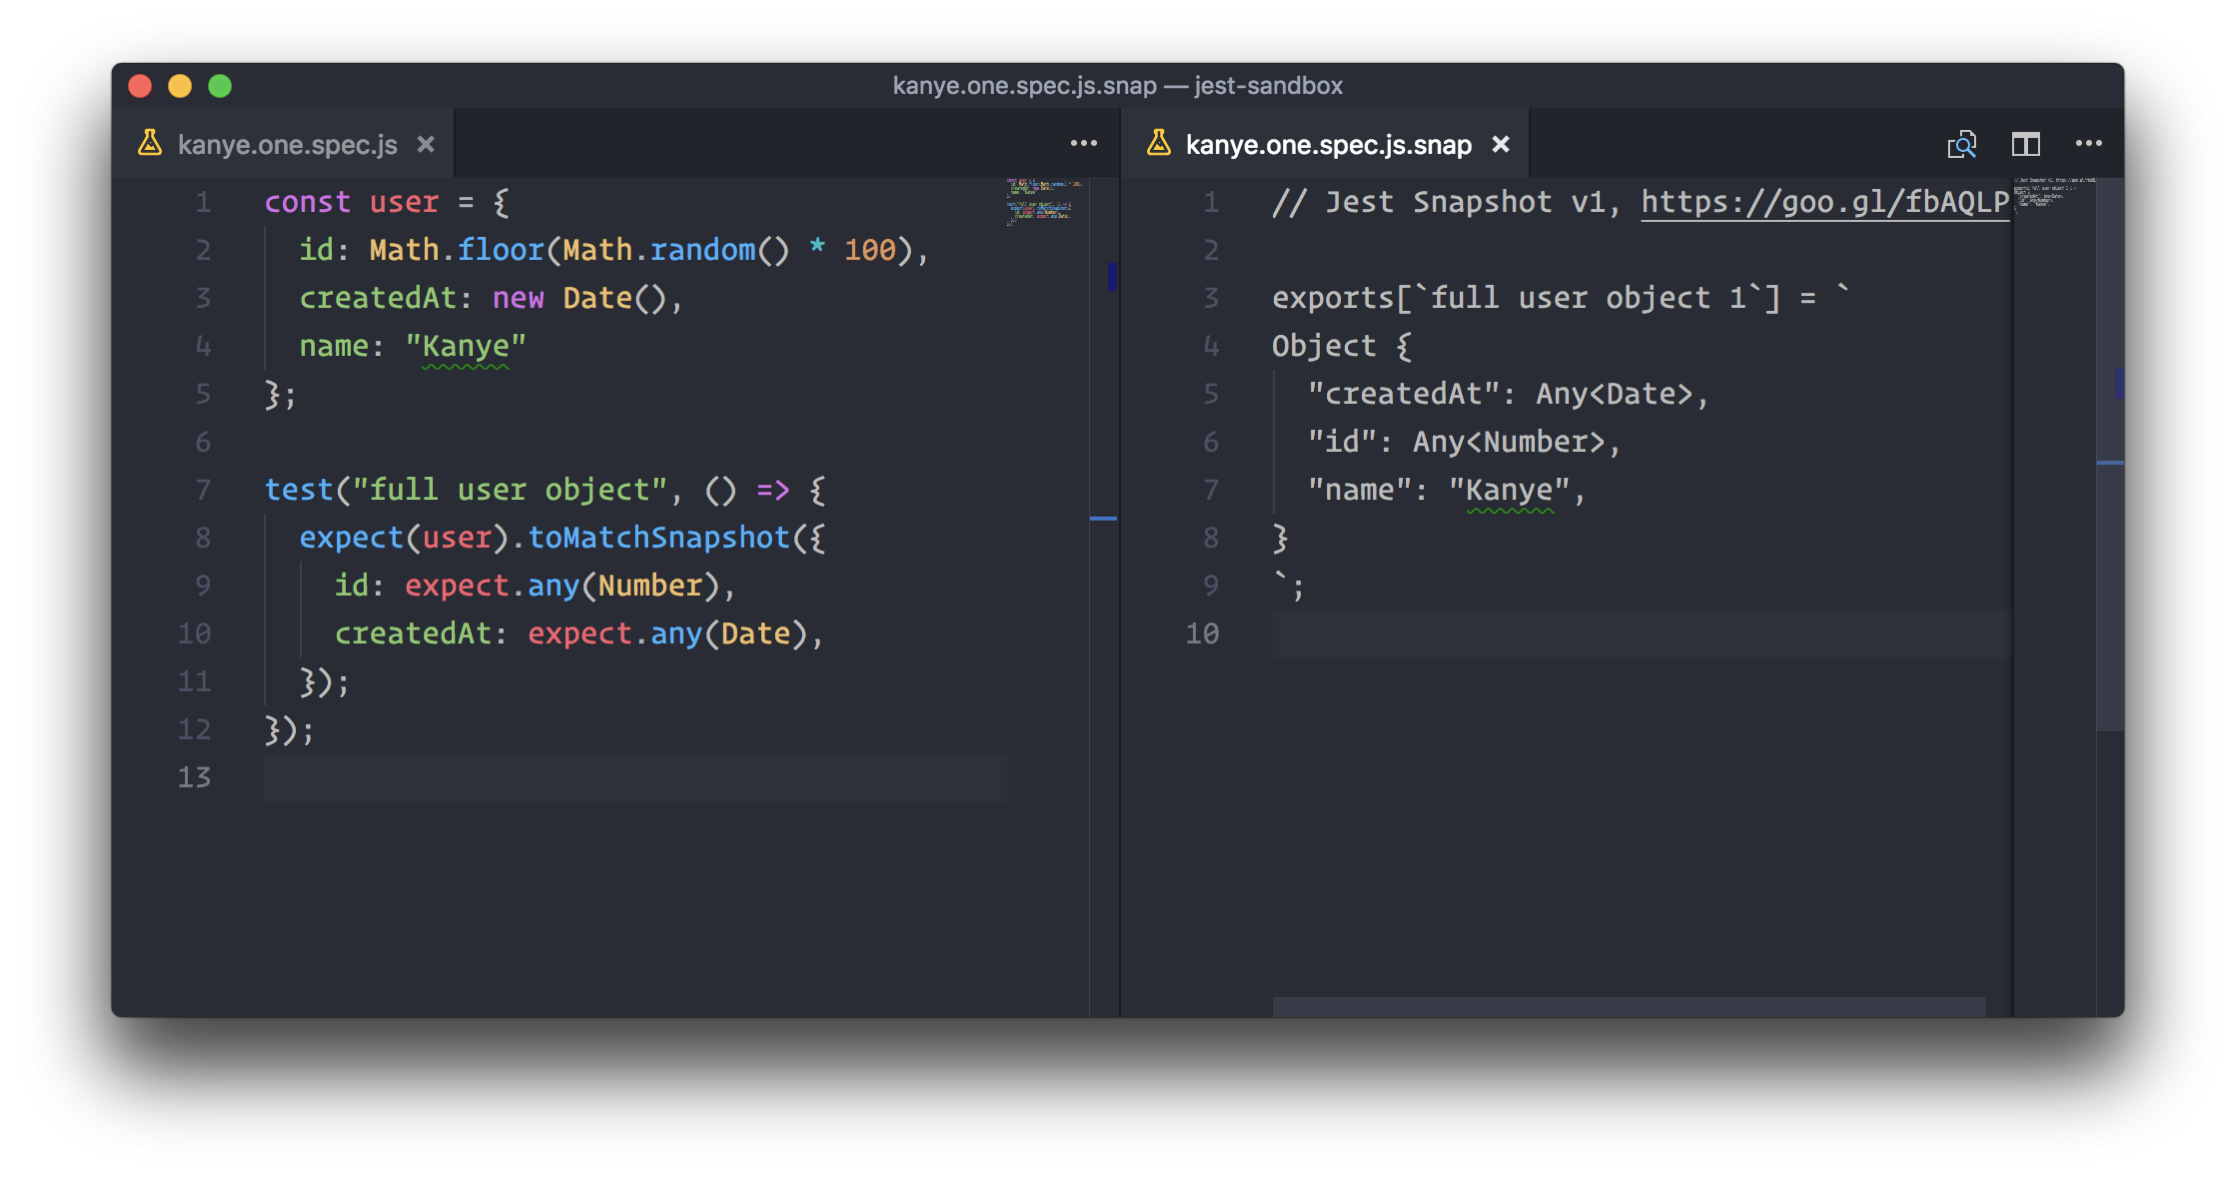 kanye.one.spec.js.snap — jest-sandbox
kanye.one.spec.js ×
1 const user = {
2   id: Math.floor(Math.random() * 100),
3   createdAt: new Date(),
4   name: "Kanye"
5 };
6
7 test("full user object", () => {
8   expect(user).toMatchSnapshot({
9     id: expect.any(Number),
10     createdAt: expect.any(Date),
11   });
12 });
13
kanye.one.spec.js.snap ×
1 // Jest Snapshot v1, https://goo.gl/fbAQLP
2
3 exports[`full user object 1`] = `
4 Object {
5   "createdAt": Any<Date>,
6   "id": Any<Number>,
7   "name": "Kanye",
8 }
9 `;
10